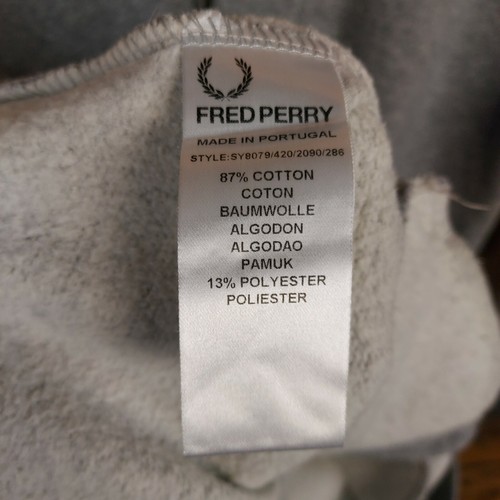 FRED PERRY
MADE IN PORTUGAL
STYLE:SY8079/420/2090/286
87% COTTON
COTON
BAUMWOLLE
ALGODON
ALGODAO
PAMUK
13% POLYESTER
POLIESTER